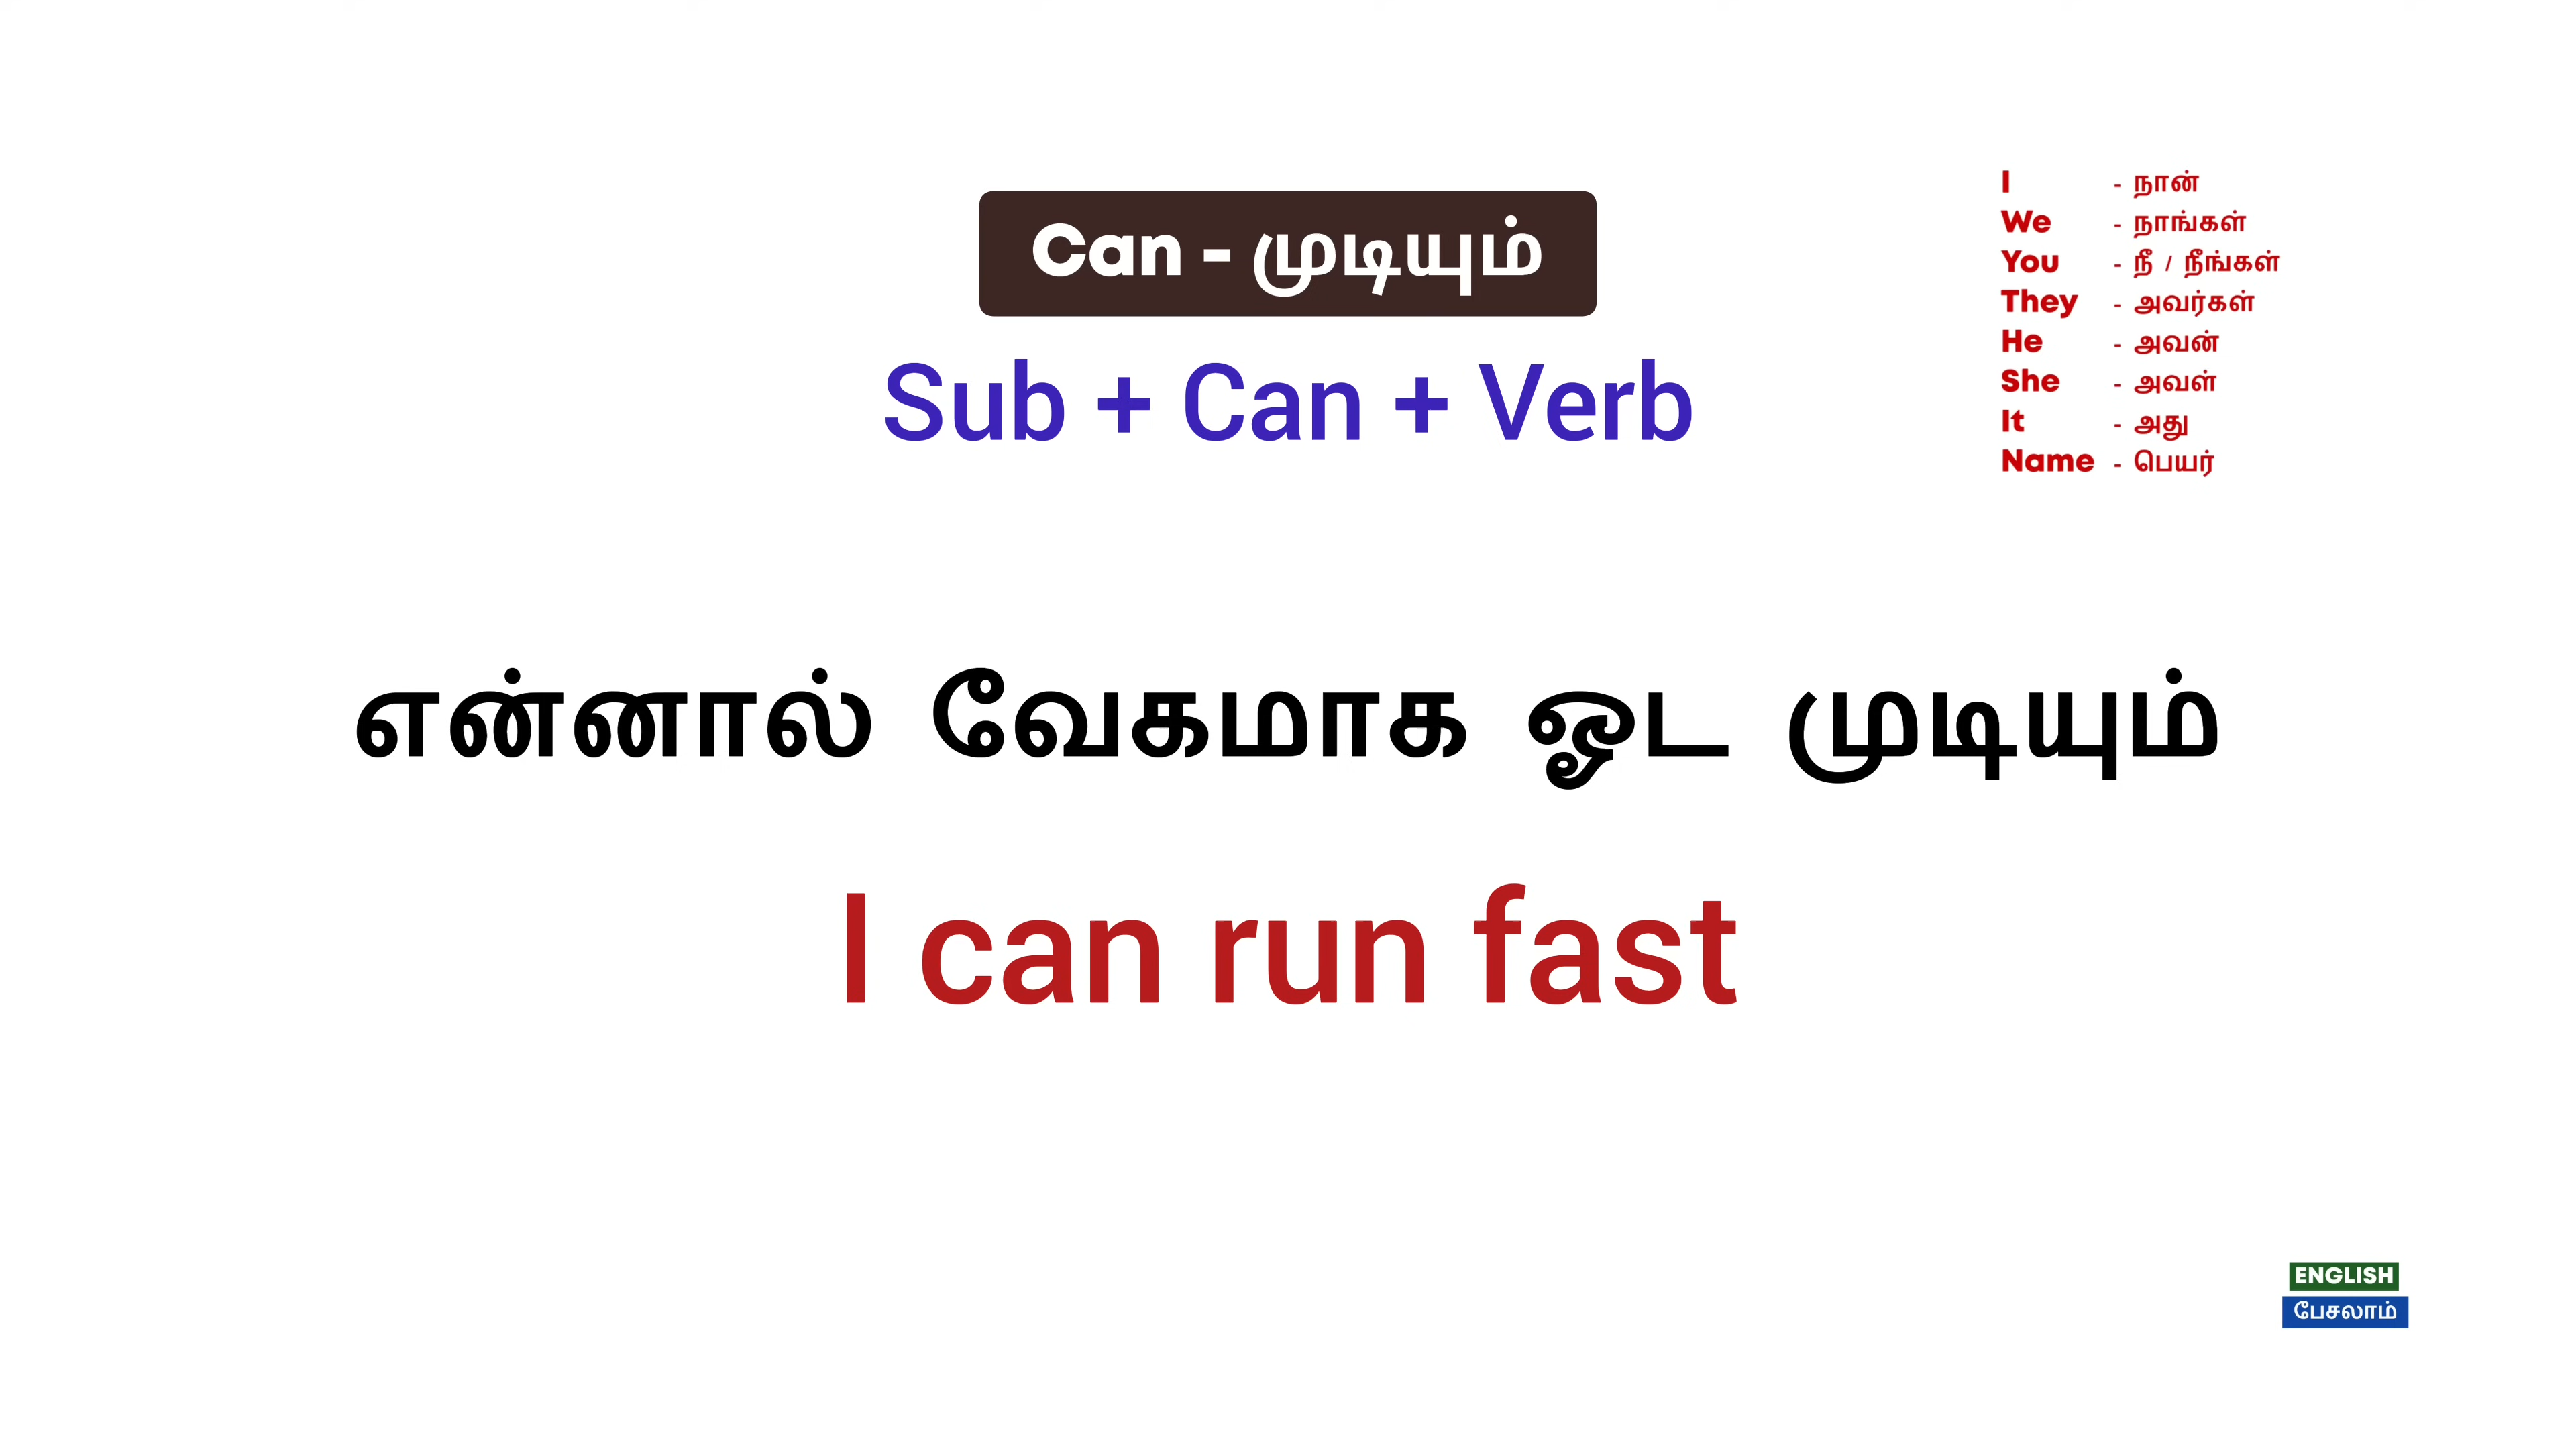 Can - முடியும்
Sub + Can + Verb
I - நான்
We - நாங்கள்
You - நீ / நீங்கள்
They - அவர்கள்
He - அவன்
She - அவள்
It - அது
Name - பெயர்
என்னால் வேகமாக ஓட முடியும்
I can run fast
ENGLISH
பேசலாம்